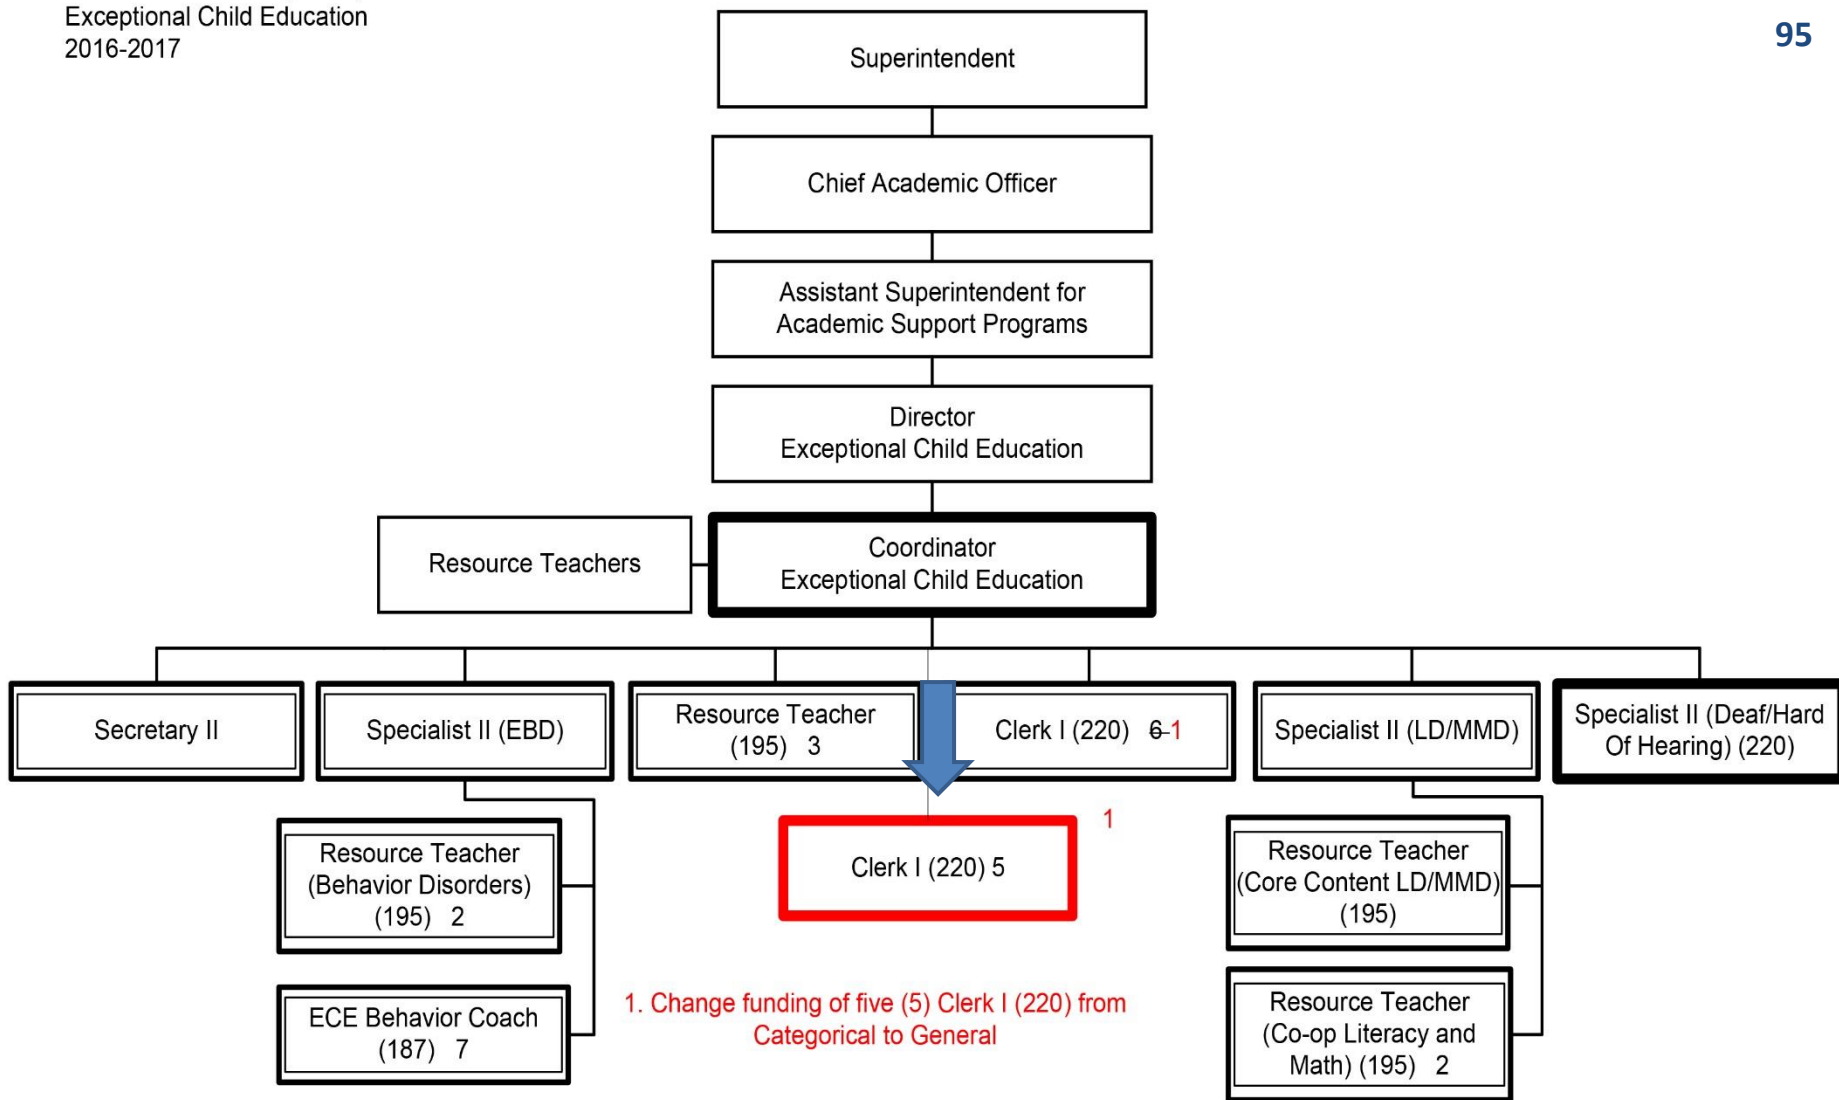 Exceptional Child Education
2016-2017
95
Superintendent
Chief Academic Officer
Assistant Superintendent for
Academic Support Programs
Director
Exceptional Child Education
Resource Teachers
Coordinator
Exceptional Child Education
Secretary II
Specialist II (EBD)
Resource Teacher
(195) 3
Clerk I (220) 6 1
Specialist II (LD/MMD)
Specialist II (Deaf/Hard
Of Hearing) (220)
Resource Teacher
(Behavior Disorders)
(195) 2
ECE Behavior Coach
(187) 7
1
Clerk I (220) 5
1. Change funding of five (5) Clerk I (220) from
Categorical to General
Resource Teacher
(Core Content LD/MMD)
(195)
Resource Teacher
(Co-op Literacy and
Math) (195) 2